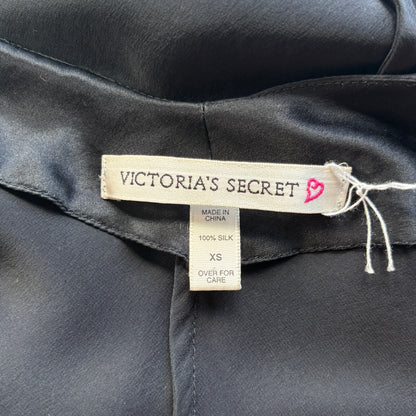 VICTORIA'S SECRET
MADE IN
CHINA
100% SILK
XS
OVER FOR
CARE